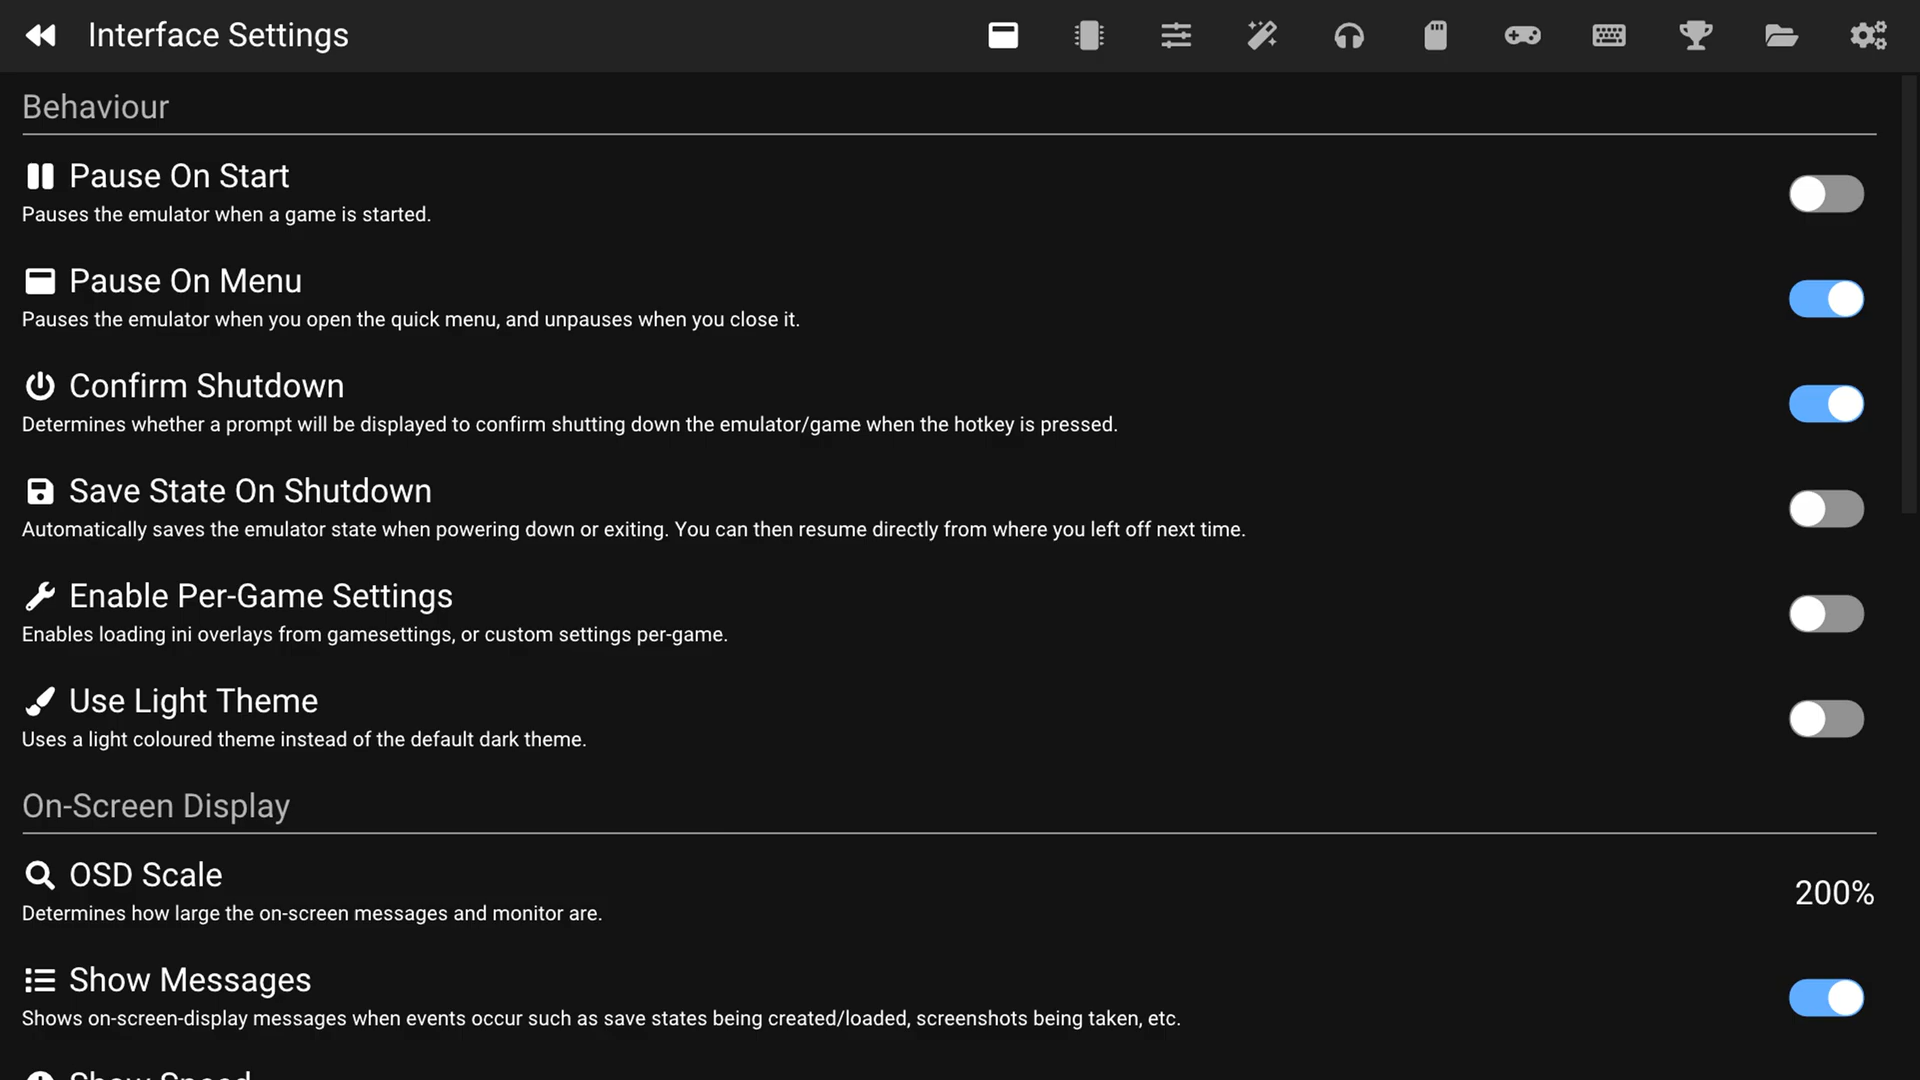 Interface Settings
Behaviour
Pause On Start
Pauses the emulator when a game is started.
Pause On Menu
Pauses the emulator when you open the quick menu, and unpauses when you close it.
Confirm Shutdown
Determines whether a prompt will be displayed to confirm shutting down the emulator/game when the hotkey is pressed.
Save State On Shutdown
Automatically saves the emulator state when powering down or exiting. You can then resume directly from where you left off next time.
Enable Per-Game Settings
Enables loading ini overlays from gamesettings, or custom settings per-game.
Use Light Theme
Uses a light coloured theme instead of the default dark theme.
On-Screen Display
OSD Scale
200%
Determines how large the on-screen messages and monitor are.
Show Messages
Shows on-screen-display messages when events occur such as save states being created/loaded, screenshots being taken, etc.
Show Speed